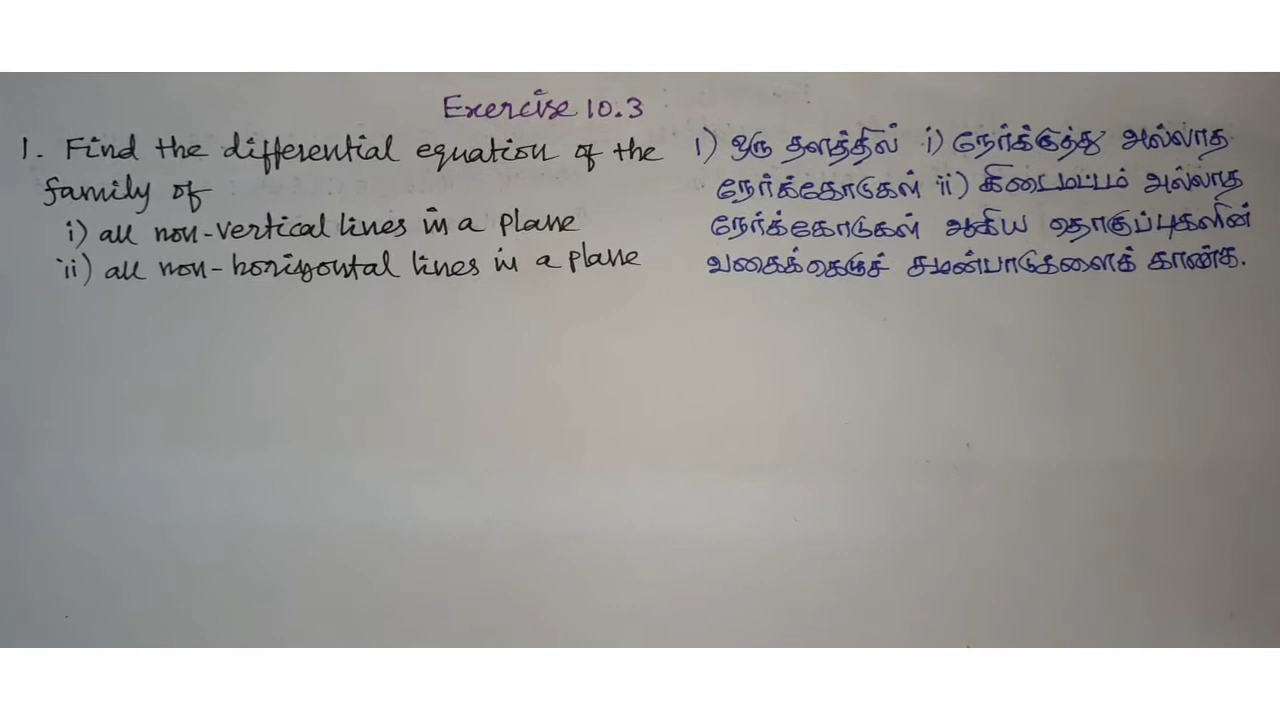 Exercise 10.3
1. Find the differential equation of the
family of
i) all non-vertical lines in a plane
ii) all non-horizontal lines in a plane
1) ஒரு தளத்தில் i) நேர்க்குத்து அல்லாத
நேர்க்கோடுகள் ii) கிடைமட்டம் அல்லாத
நேர்க்கோடுகள் ஆகிய தொகுப்புகளின்
வகைக்கெழுச் சமன்பாடுகளைக் காண்க.